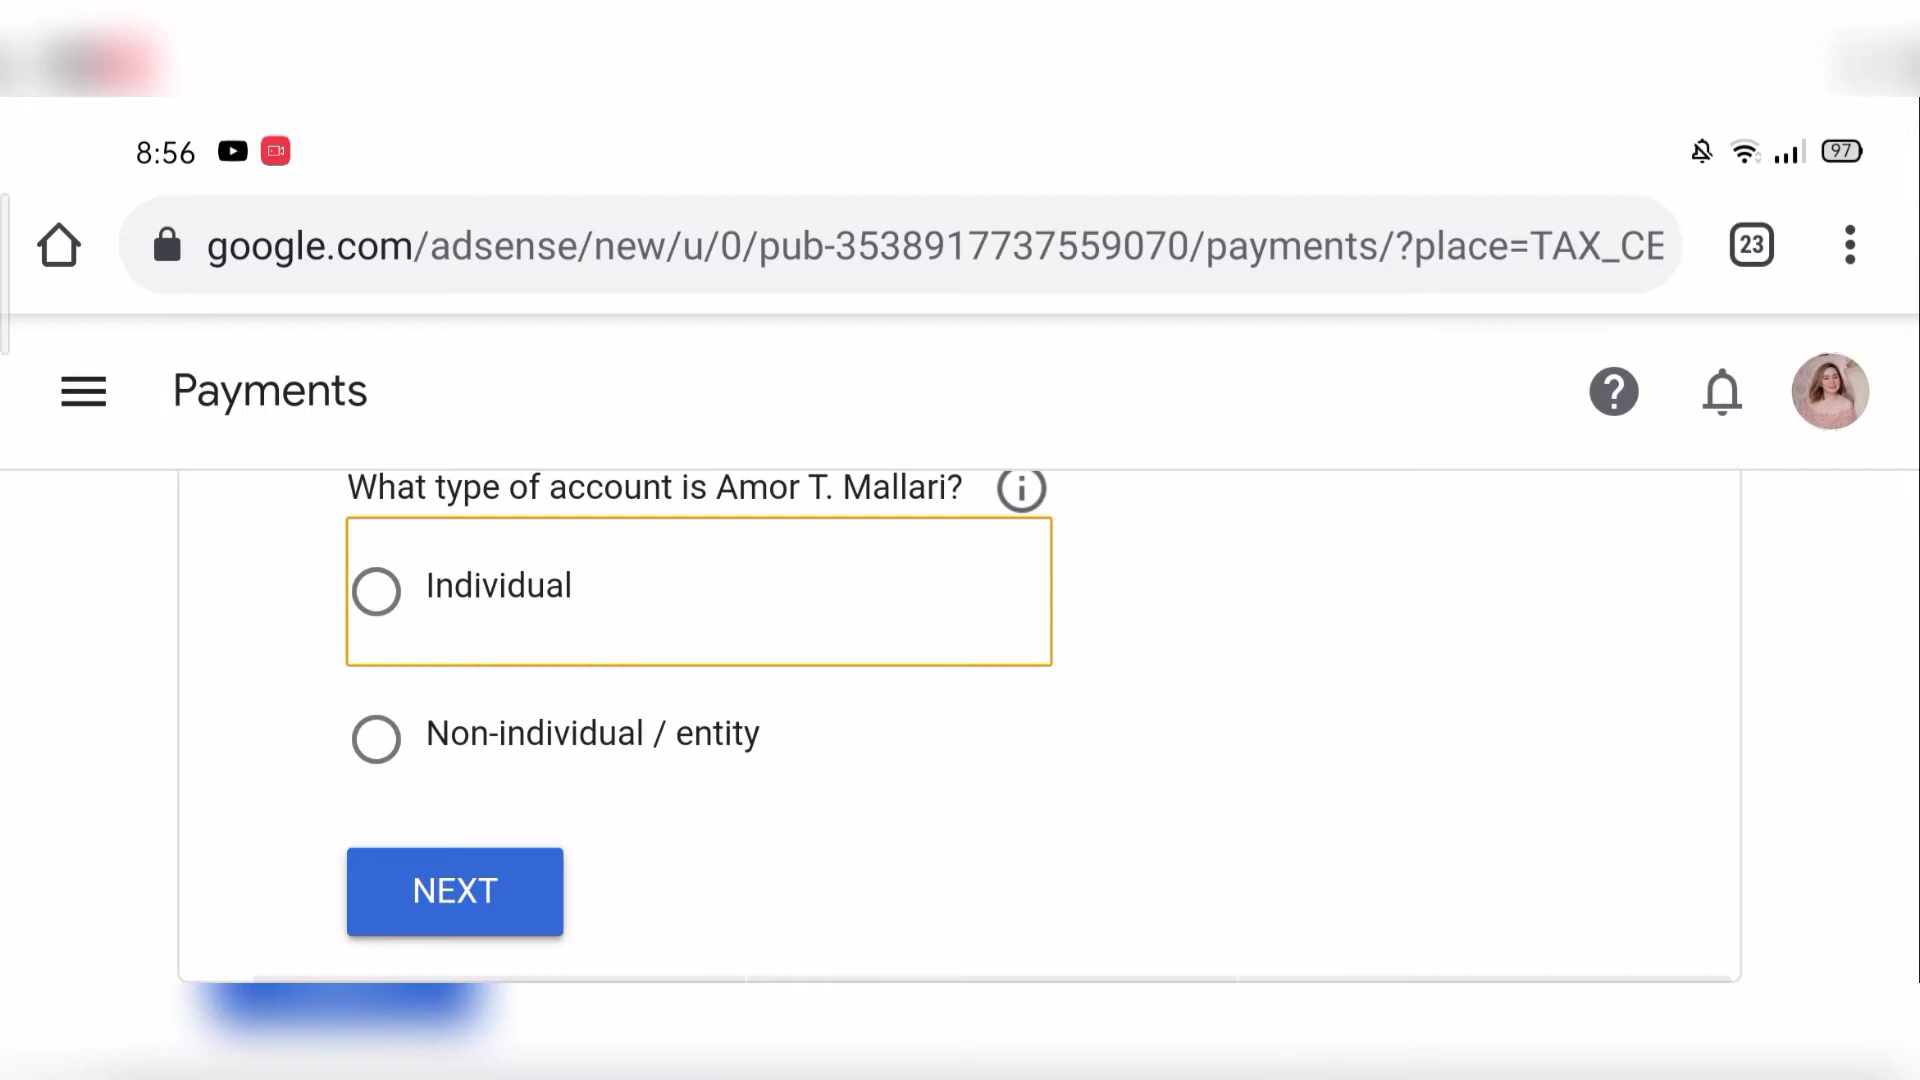 8:56
97
google.com/adsense/new/u/0/pub-3538917737559070/payments/?place=TAX_CE
23
Payments
What type of account is Amor T. Mallari?
Individual
Non-individual / entity
NEXT